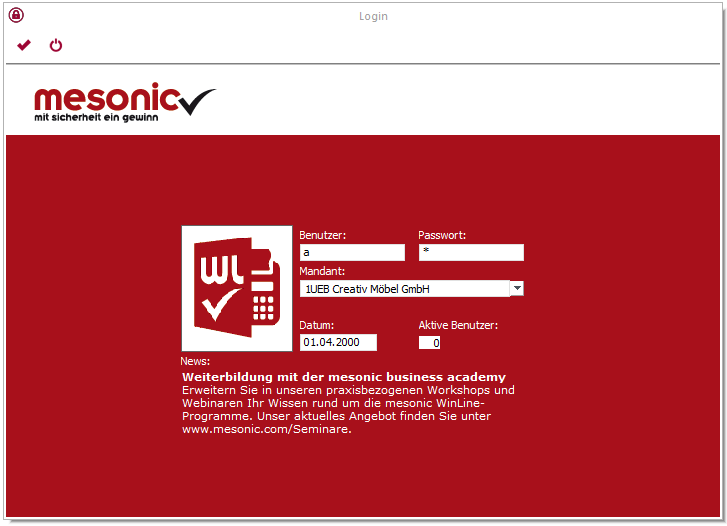 Login
mesonic
mit sicherheit ein gewinn
Benutzer: Passwort:
a *
Mandant:
1UEB Creativ Möbel GmbH
WL
Datum: Aktive Benutzer:
01.04.2000 0
News:
Weiterbildung mit der mesonic business academy
Erweitern Sie in unseren praxisbezogenen Workshops und
Webinaren Ihr Wissen rund um die mesonic WinLine-
Programme. Unser aktuelles Angebot finden Sie unter
www.mesonic.com/Seminare.